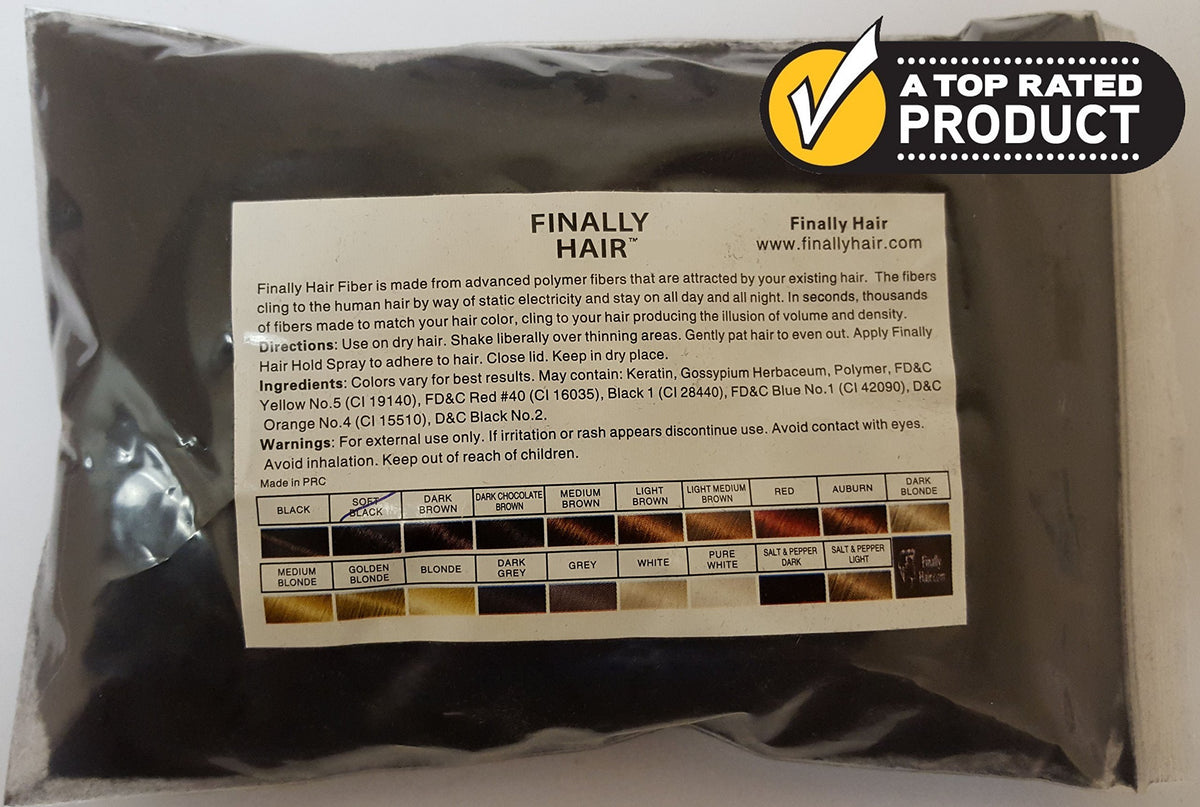 A TOP RATED
PRODUCT
FINALLY
HAIR™
Finally Hair
www.finallyhair.com
Finally Hair Fiber is made from advanced polymer fibers that are attracted by your existing hair. The fibers
cling to the human hair by way of static electricity and stay on all day and all night. In seconds, thousands
of fibers made to match your hair color, cling to your hair producing the illusion of volume and density.
Directions: Use on dry hair. Shake liberally over thinning areas. Gently pat hair to even out. Apply Finally
Hair Hold Spray to adhere to hair. Close lid. Keep in dry place.
Ingredients: Colors vary for best results. May contain: Keratin, Gossypium Herbaceum, Polymer, FD&C
Yellow No.5 (CI 19140), FD&C Red #40 (CI 16035), Black 1 (CI 28440), FD&C Blue No.1 (CI 42090), D&C
Orange No.4 (CI 15510), D&C Black No.2.
Warnings: For external use only. If irritation or rash appears discontinue use. Avoid contact with eyes.
Avoid inhalation. Keep out of reach of children.
Made in PRC
BLACK
SOFT
BLACK
DARK
BROWN
DARK CHOCOLATE
BROWN
MEDIUM
BROWN
LIGHT
BROWN
LIGHT MEDIUM
BROWN
RED
AUBURN
DARK
BLONDE
MEDIUM
BLONDE
GOLDEN
BLONDE
BLONDE
DARK
GREY
GREY
WHITE
PURE
WHITE
SALT & PEPPER
DARK
SALT & PEPPER
LIGHT
Finally
Hair.com